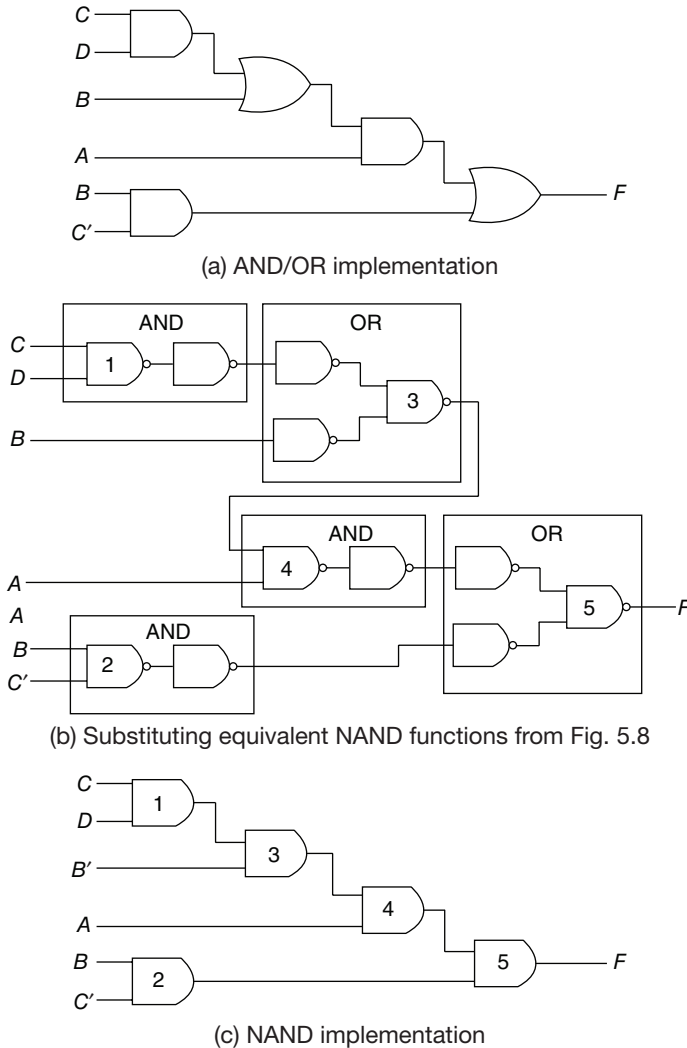 C
D
B
A
B
C′
F
(a) AND/OR implementation
AND
OR
C
1
D
3
B
AND
OR
4
A
5
F
A
AND
B
2
C′
(b) Substituting equivalent NAND functions from Fig. 5.8
C
1
D
3
B′
4
A
B
5
F
2
C′
(c) NAND implementation